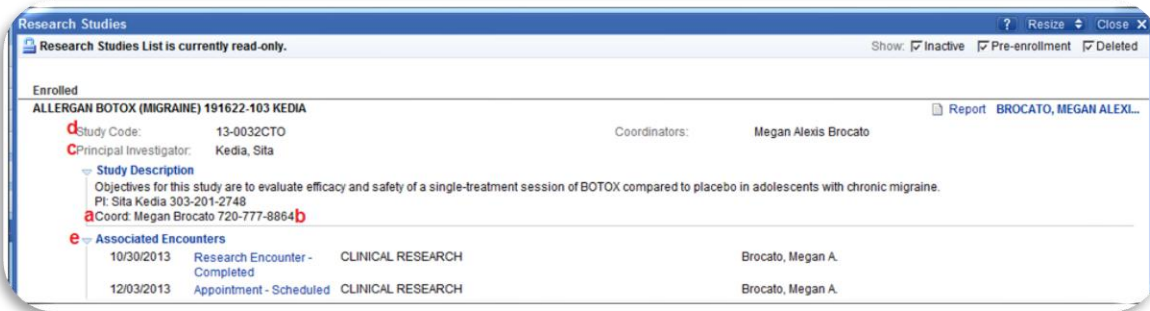 Research Studies ? Resize Close X
Research Studies List is currently read-only. Show: Inactive Pre-enrollment Deleted
Enrolled
ALLERGAN BOTOX (MIGRAINE) 191622-103 KEDIA Report BROCATO, MEGAN ALEXI...
d Study Code: 13-0032CTO Coordinators: Megan Alexis Brocato
c Principal Investigator: Kedia, Sita
Study Description
Objectives for this study are to evaluate efficacy and safety of a single-treatment session of BOTOX compared to placebo in adolescents with chronic migraine.
PI: Sita Kedia 303-201-2748
a Coord: Megan Brocato 720-777-8864 b
e Associated Encounters
10/30/2013 Research Encounter - CLINICAL RESEARCH Brocato, Megan A.
Completed
12/03/2013 Appointment - Scheduled CLINICAL RESEARCH Brocato, Megan A.